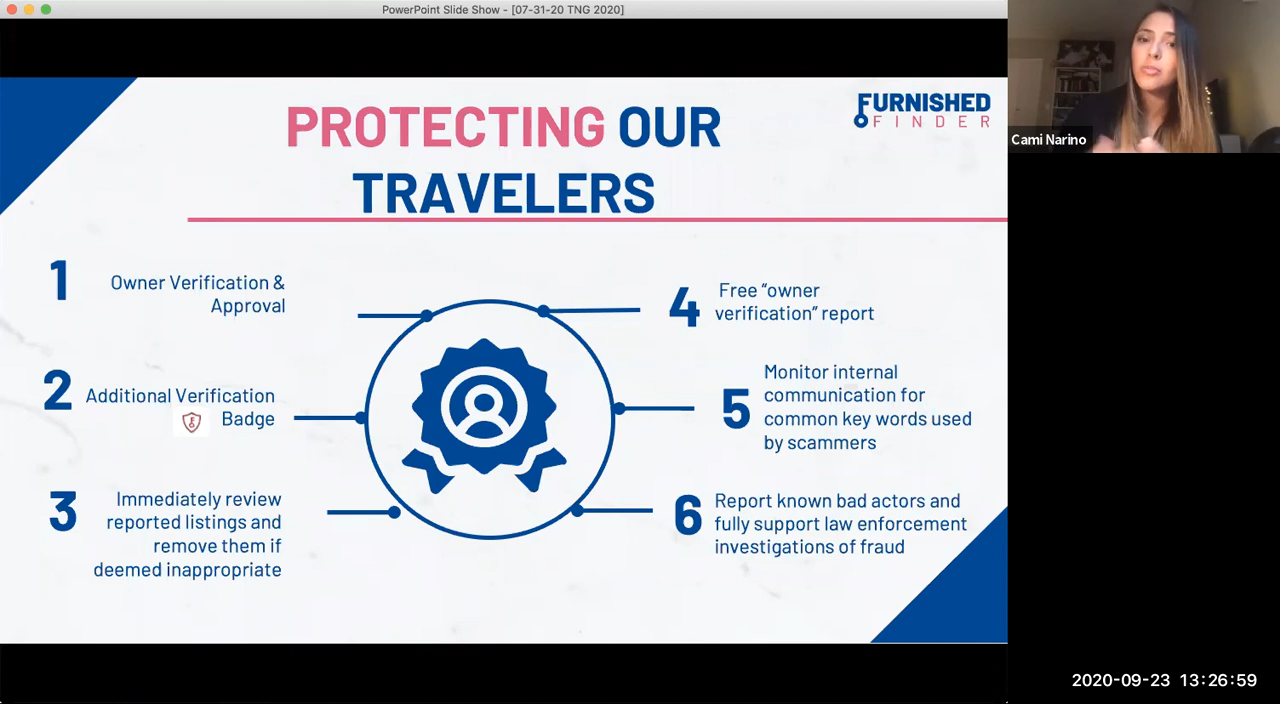 PowerPoint Slide Show - [07-31-20 TNG 2020]
PROTECTING OUR
TRAVELERS
FURNISHED
FINDER
Cami Narino
1
Owner Verification &
Approval
2
Additional Verification
Badge
3
Immediately review
reported listings and
remove them if
deemed inappropriate
4
Free “owner
verification” report
5
Monitor internal
communication for
common key words used
by scammers
6
Report known bad actors and
fully support law enforcement
investigations of fraud
2020-09-23 13:26:59